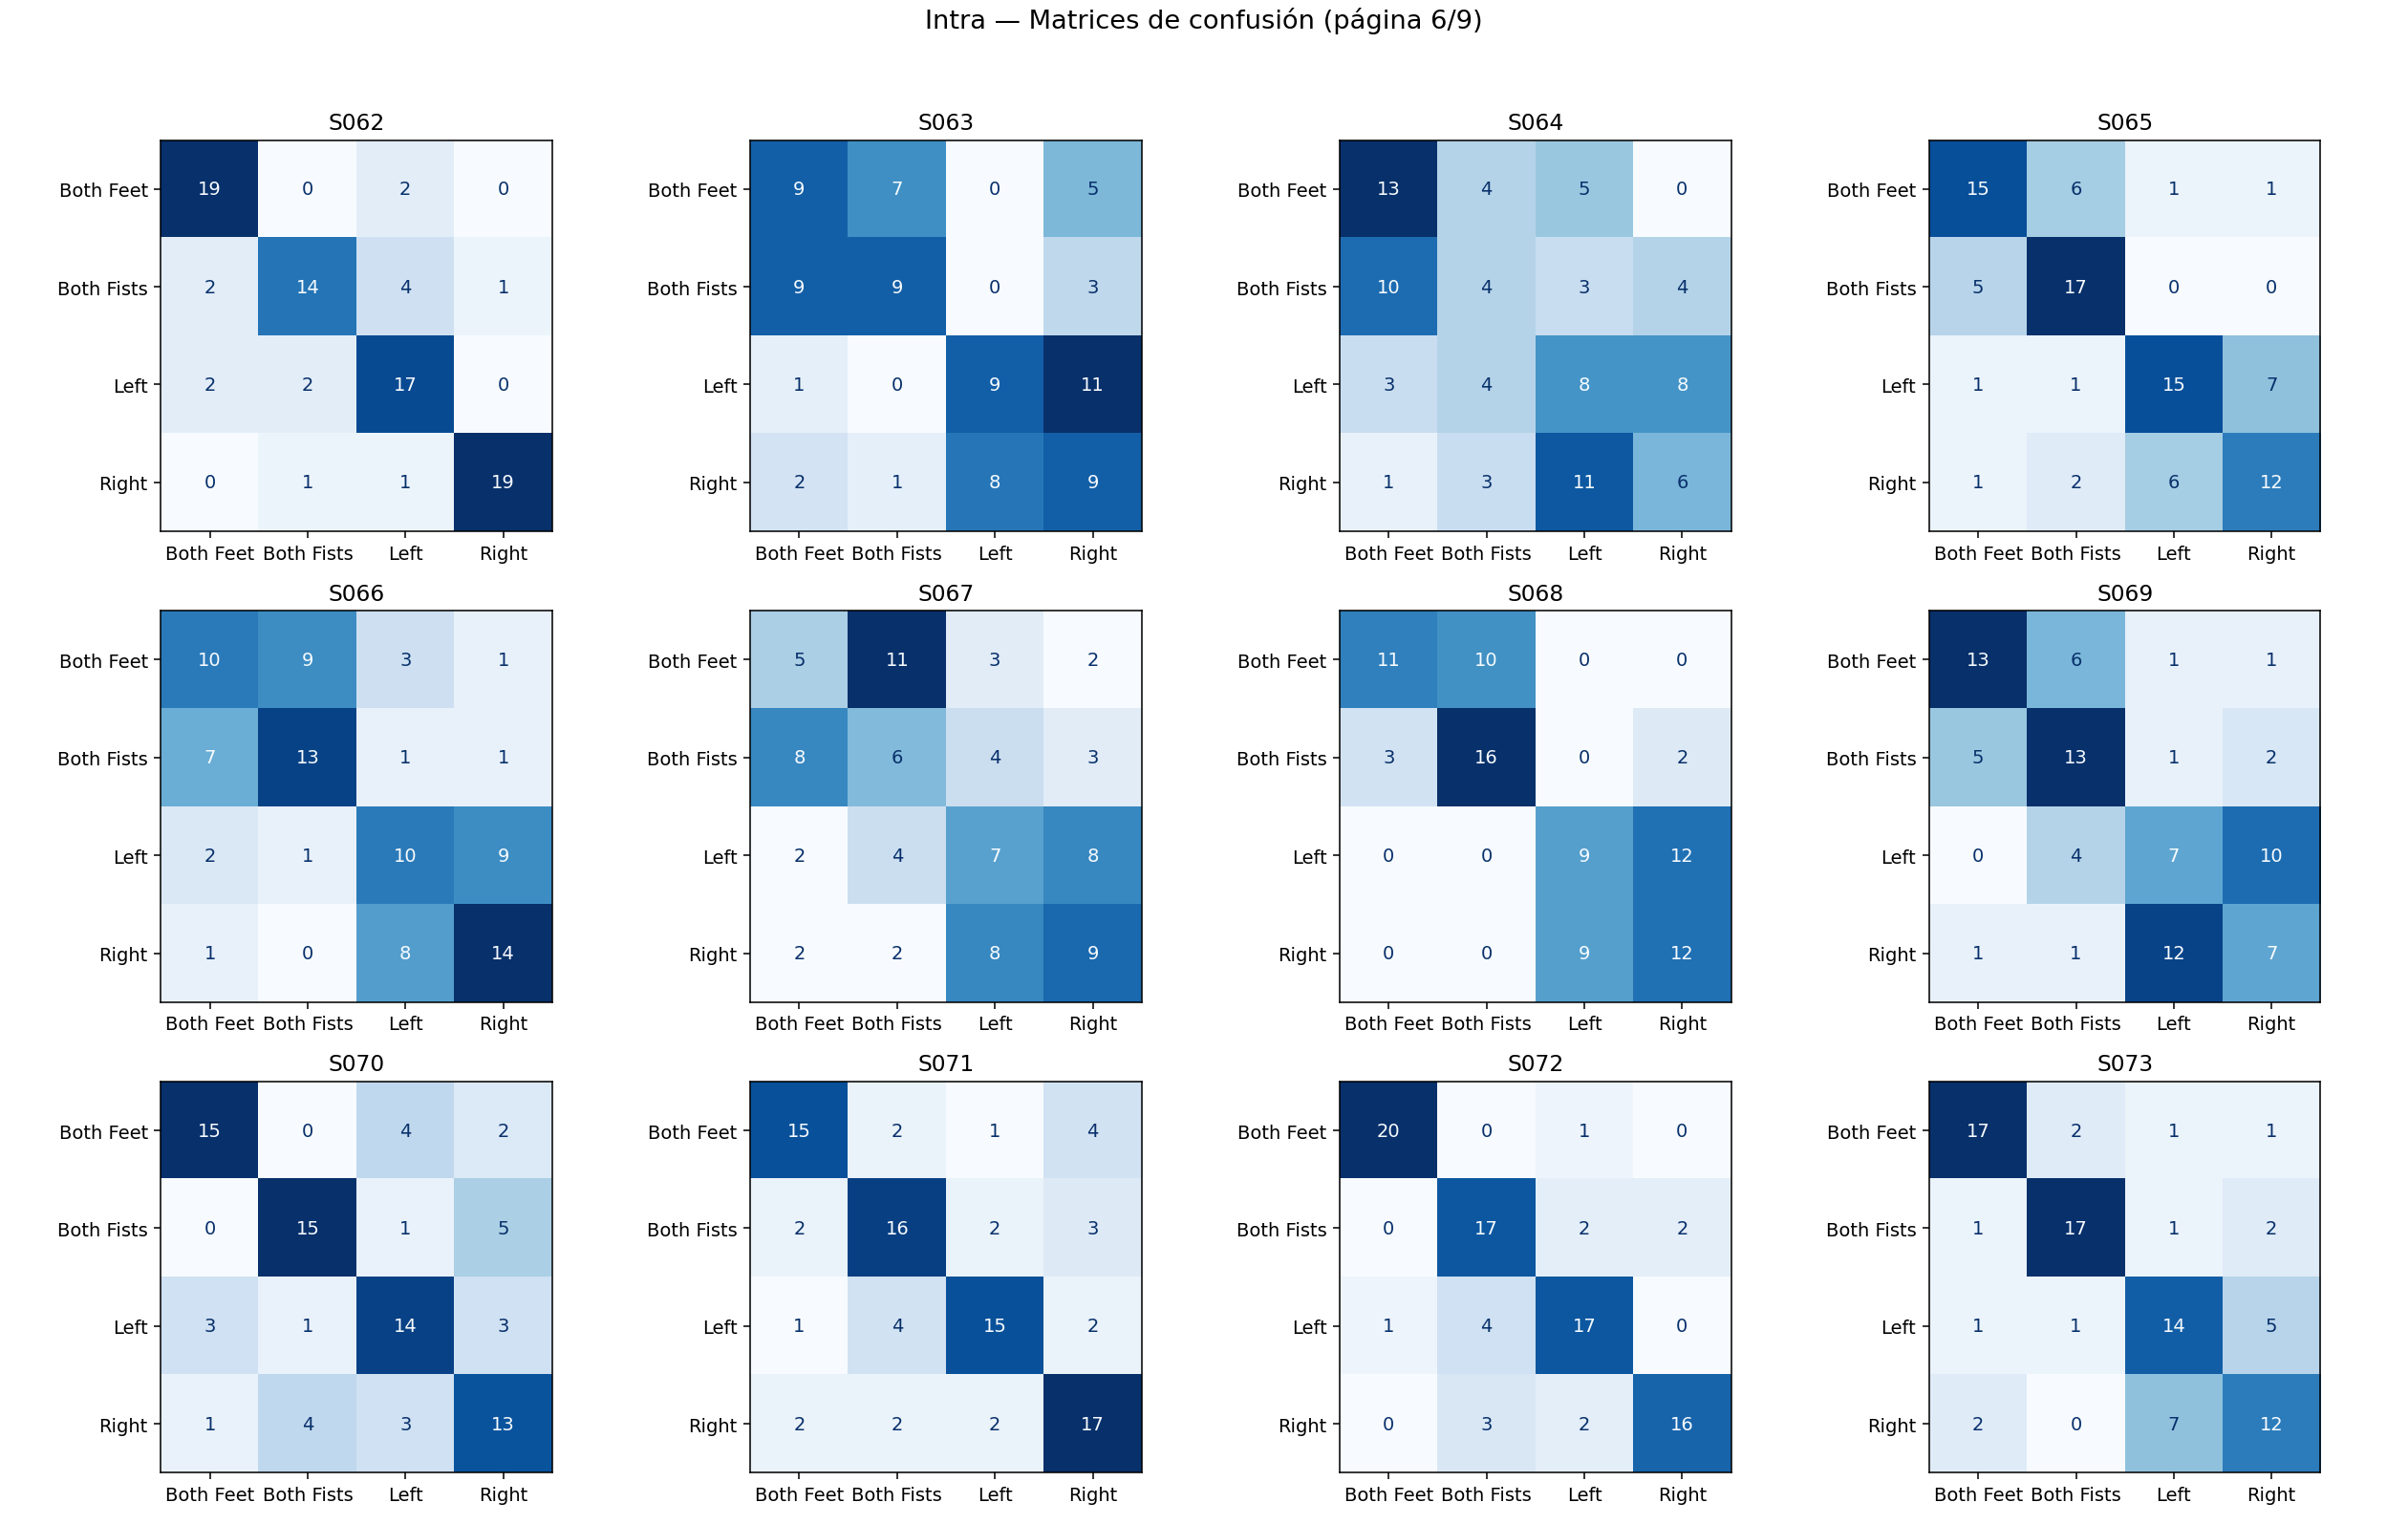 Intra — Matrices de confusión (página 6/9)
S062 S063 S064 S065
Both Feet 19 0 2 0 Both Feet 9 7 0 5 Both Feet 13 4 5 0 Both Feet 15 6 1 1
Both Fists 2 14 4 1 Both Fists 9 9 0 3 Both Fists 10 4 3 4 Both Fists 5 17 0 0
Left 2 2 17 0 Left 1 0 9 11 Left 3 4 8 8 Left 1 1 15 7
Right 0 1 1 19 Right 2 1 8 9 Right 1 3 11 6 Right 1 2 6 12
Both Feet Both Fists Left Right Both Feet Both Fists Left Right Both Feet Both Fists Left Right Both Feet Both Fists Left Right
S066 S067 S068 S069
Both Feet 10 9 3 1 Both Feet 5 11 3 2 Both Feet 11 10 0 0 Both Feet 13 6 1 1
Both Fists 7 13 1 1 Both Fists 8 6 4 3 Both Fists 3 16 0 2 Both Fists 5 13 1 2
Left 2 1 10 9 Left 2 4 7 8 Left 0 0 9 12 Left 0 4 7 10
Right 1 0 8 14 Right 2 2 8 9 Right 0 0 9 12 Right 1 1 12 7
Both Feet Both Fists Left Right Both Feet Both Fists Left Right Both Feet Both Fists Left Right Both Feet Both Fists Left Right
S070 S071 S072 S073
Both Feet 15 0 4 2 Both Feet 15 2 1 4 Both Feet 20 0 1 0 Both Feet 17 2 1 1
Both Fists 0 15 1 5 Both Fists 2 16 2 3 Both Fists 0 17 2 2 Both Fists 1 17 1 2
Left 3 1 14 3 Left 1 4 15 2 Left 1 4 17 0 Left 1 1 14 5
Right 1 4 3 13 Right 2 2 2 17 Right 0 3 2 16 Right 2 0 7 12
Both Feet Both Fists Left Right Both Feet Both Fists Left Right Both Feet Both Fists Left Right Both Feet Both Fists Left Right